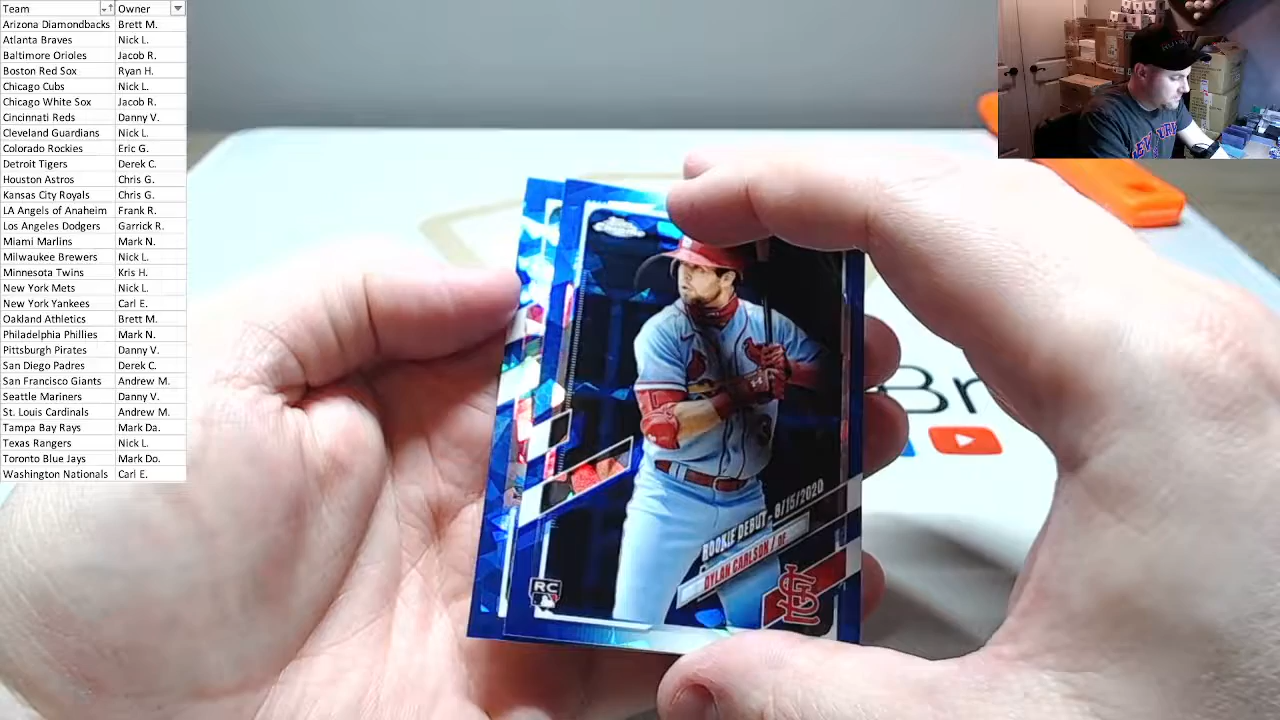 Team Owner
Arizona Diamondbacks Brett M.
Atlanta Braves Nick L.
Baltimore Orioles Jacob R.
Boston Red Sox Ryan H.
Chicago Cubs Nick L.
Chicago White Sox Jacob R.
Cincinnati Reds Danny V.
Cleveland Guardians Nick L.
Colorado Rockies Eric G.
Detroit Tigers Derek C.
Houston Astros Chris G.
Kansas City Royals Chris G.
LA Angels of Anaheim Frank R.
Los Angeles Dodgers Garrick R.
Miami Marlins Mark N.
Milwaukee Brewers Nick L.
Minnesota Twins Kris H.
New York Mets Nick L.
New York Yankees Carl E.
Oakland Athletics Brett M.
Philadelphia Phillies Mark N.
Pittsburgh Pirates Danny V.
San Diego Padres Derek C.
San Francisco Giants Andrew M.
Seattle Mariners Danny V.
St. Louis Cardinals Andrew M.
Tampa Bay Rays Mark Da.
Texas Rangers Nick L.
Toronto Blue Jays Mark Do.
Washington Nationals Carl E.
ROOKIE DEBUT - 8/15/2020
DYLAN CARLSON / OF
RC
STL
Br